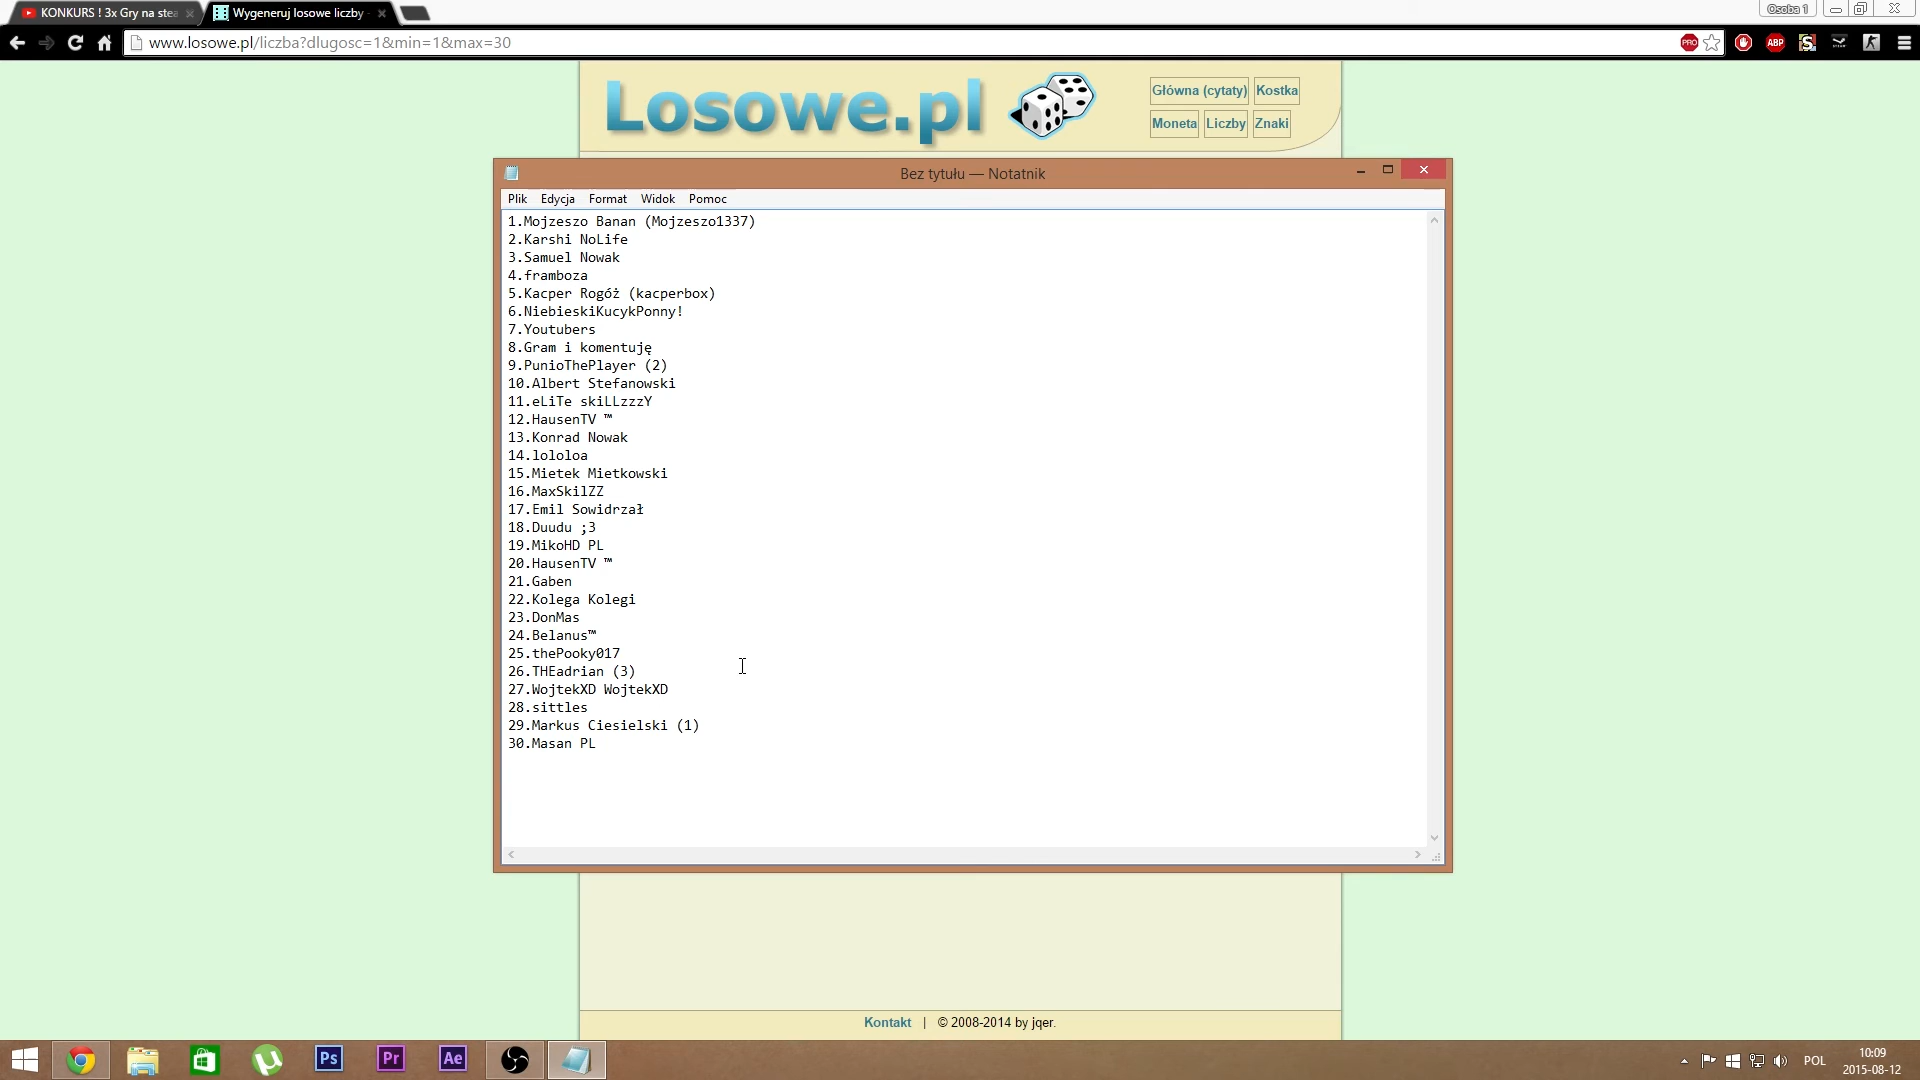 KONKURS ! 3x Gry na stea
Wygeneruj losowe liczby
Osoba 1
www.losowe.pl/liczba?dlugosc=1&min=1&max=30
PRO
ABP
Losowe.pl
Główna (cytaty) Kostka
Moneta Liczby Znaki
Bez tytułu — Notatnik
Plik Edycja Format Widok Pomoc
1.Mojzeszo Banan (Mojzeszo1337)
2.Karshi NoLife
3.Samuel Nowak
4.framboza
5.Kacper Rogóż (kacperbox)
6.NiebieskiKucykPonny!
7.Youtubers
8.Gram i komentuję
9.PunioThePlayer (2)
10.Albert Stefanowski
11.eLiTe skiLLzzzY
12.HausenTV ™
13.Konrad Nowak
14.lololoa
15.Mietek Mietkowski
16.MaxSkilZZ
17.Emil Sowidrzał
18.Duudu ;3
19.MikoHD PL
20.HausenTV ™
21.Gaben
22.Kolega Kolegi
23.DonMas
24.Belanus™
25.thePooky017
26.THEadrian (3)
27.WojtekXD WojtekXD
28.sittles
29.Markus Ciesielski (1)
30.Masan PL
Kontakt | © 2008-2014 by jqer.
Ps
Pr
Ae
POL
10:09
2015-08-12